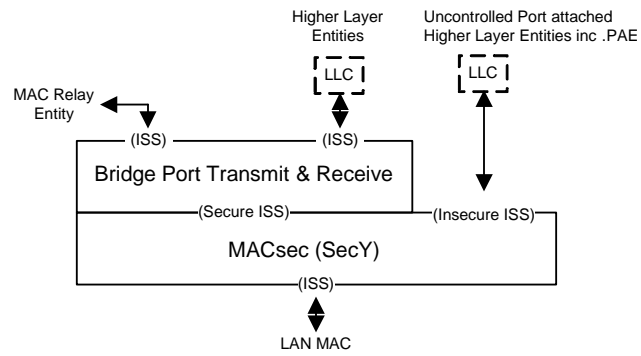 Higher Layer
Entities
Uncontrolled Port attached
Higher Layer Entities inc .PAE
LLC
LLC
MAC Relay
Entity
(ISS)
(ISS)
Bridge Port Transmit & Receive
(Secure ISS)
(Insecure ISS)
MACsec (SecY)
(ISS)
LAN MAC